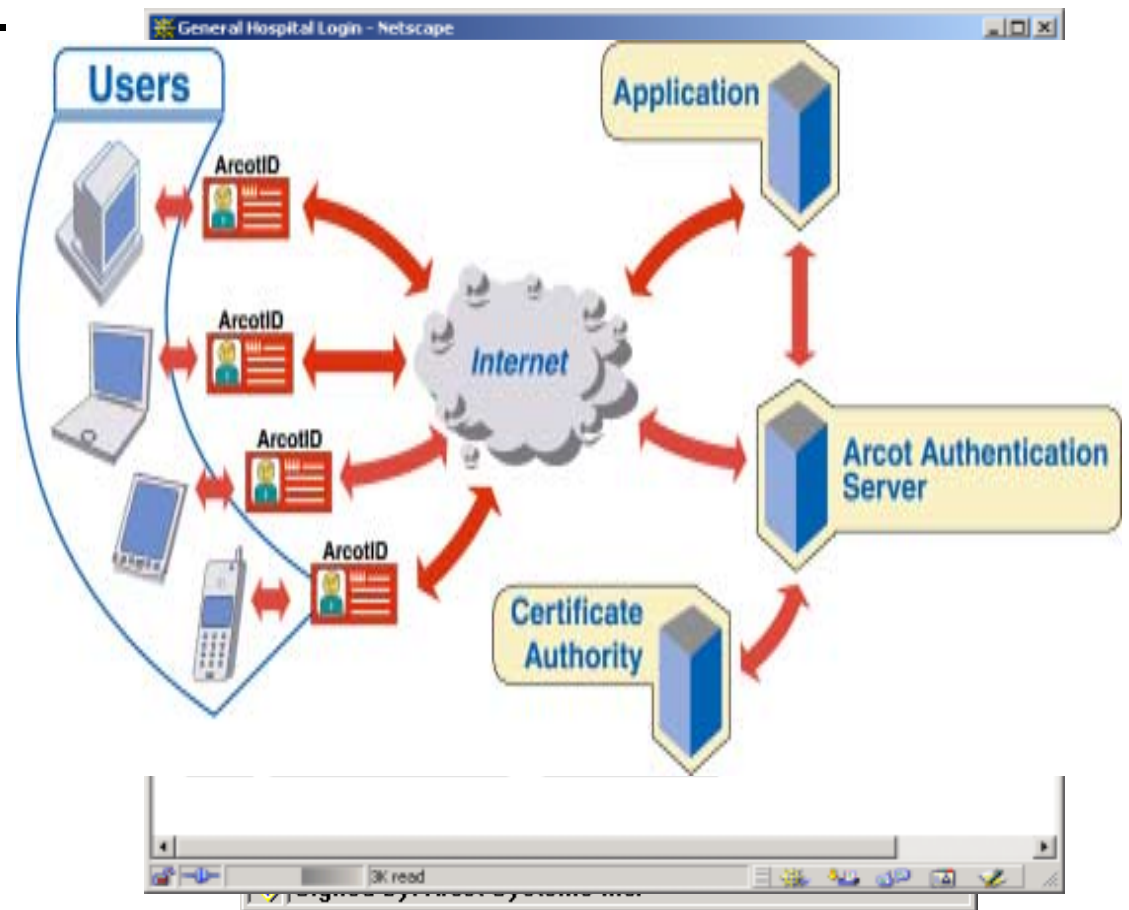 General Hospital Login - Netscape
Users
Application
ArcotID
ArcotID
Internet
ArcotID
Arcot Authentication
Server
ArcotID
Certificate
Authority
3K read